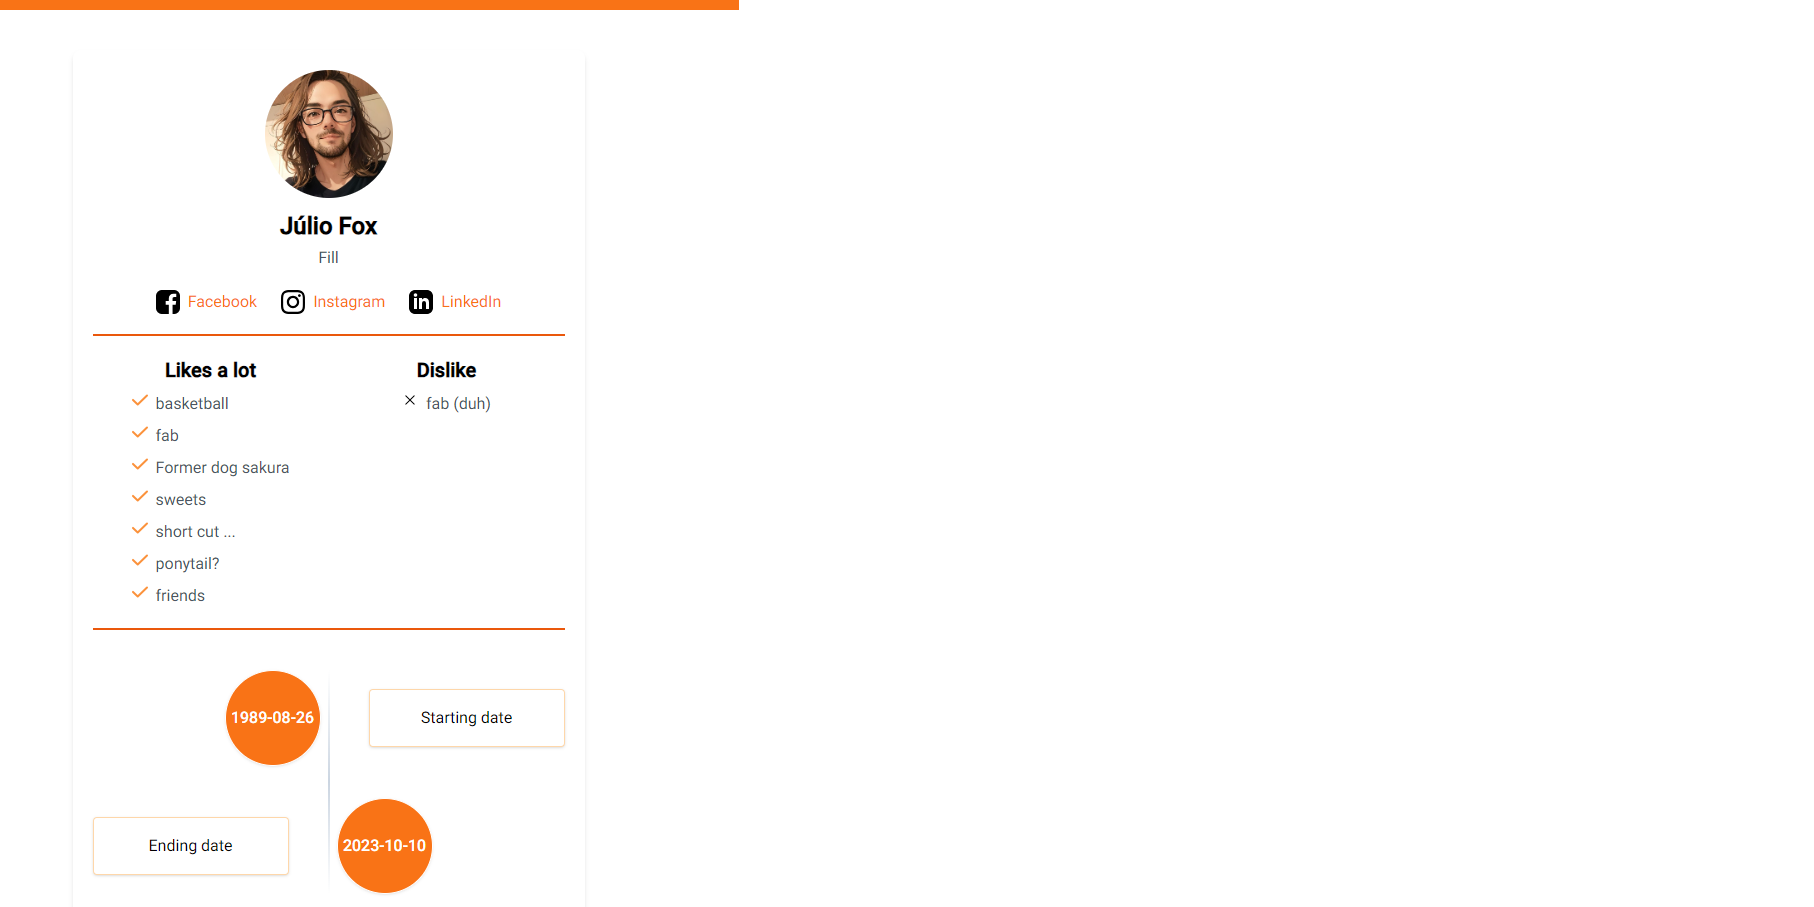 Júlio Fox
Fill
Facebook Instagram LinkedIn
Likes a lot
basketball
fab
Former dog sakura
sweets
short cut ...
ponytail?
friends
Dislike
fab (duh)
1989-08-26
Starting date
Ending date
2023-10-10